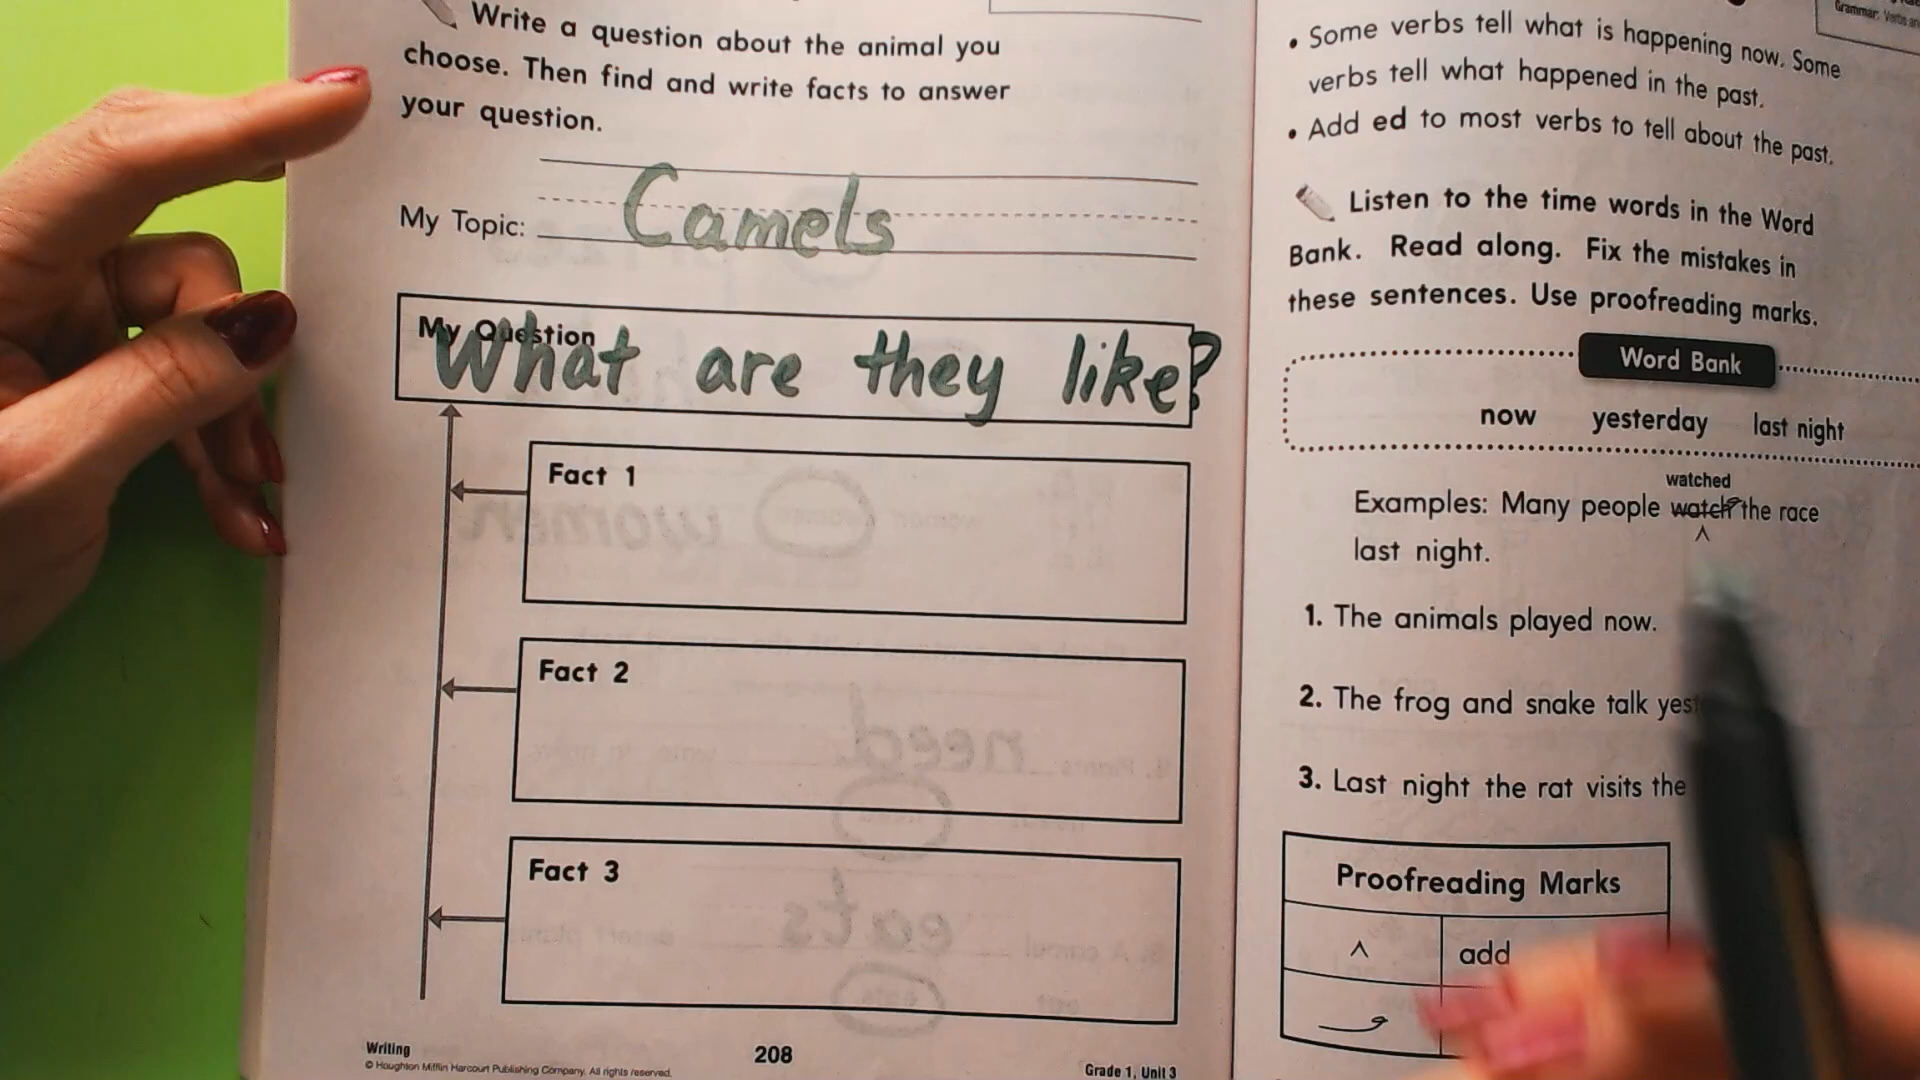 Write a question about the animal you
choose. Then find and write facts to answer
your question.
My Topic: Camels
My Question
What are they like?
Fact 1
Fact 2
Fact 3
Writing
© Houghton Mifflin Harcourt Publishing Company. All rights reserved.
208
Grade 1, Unit 3
Grammar: Verbs
• Some verbs tell what is happening now. Some
verbs tell what happened in the past.
• Add ed to most verbs to tell about the past.
Listen to the time words in the Word
Bank. Read along. Fix the mistakes in
these sentences. Use proofreading marks.
Word Bank
now yesterday last night
watched
Examples: Many people watch the race
^
last night.
1. The animals played now.
2. The frog and snake talk
3. Last night the rat visits the
Proofreading Marks
^ add